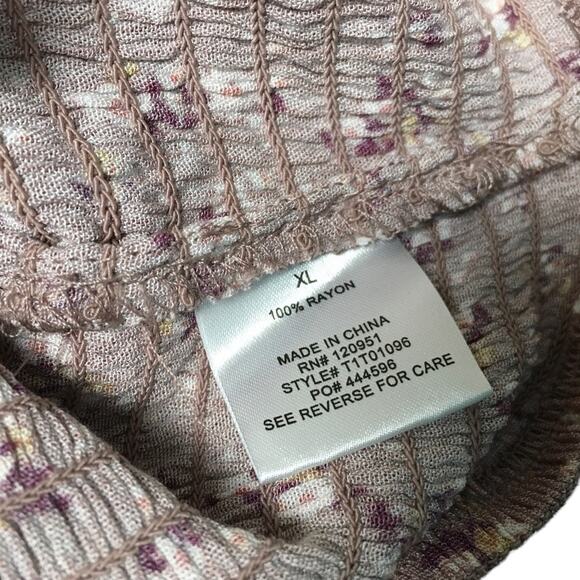 XL
100% RAYON
MADE IN CHINA
RN# 120951
STYLE# T1T01096
PO# 444596
SEE REVERSE FOR CARE